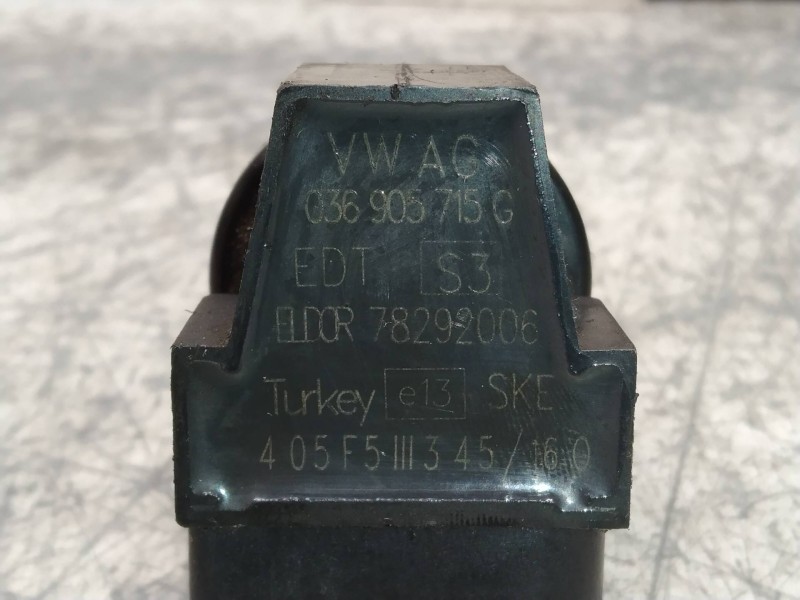 VW AG
036 905 715 G
EDT S3
ELDOR 78292006
Turkey e13 SKE
4 05 F5 III 3 45/16 0